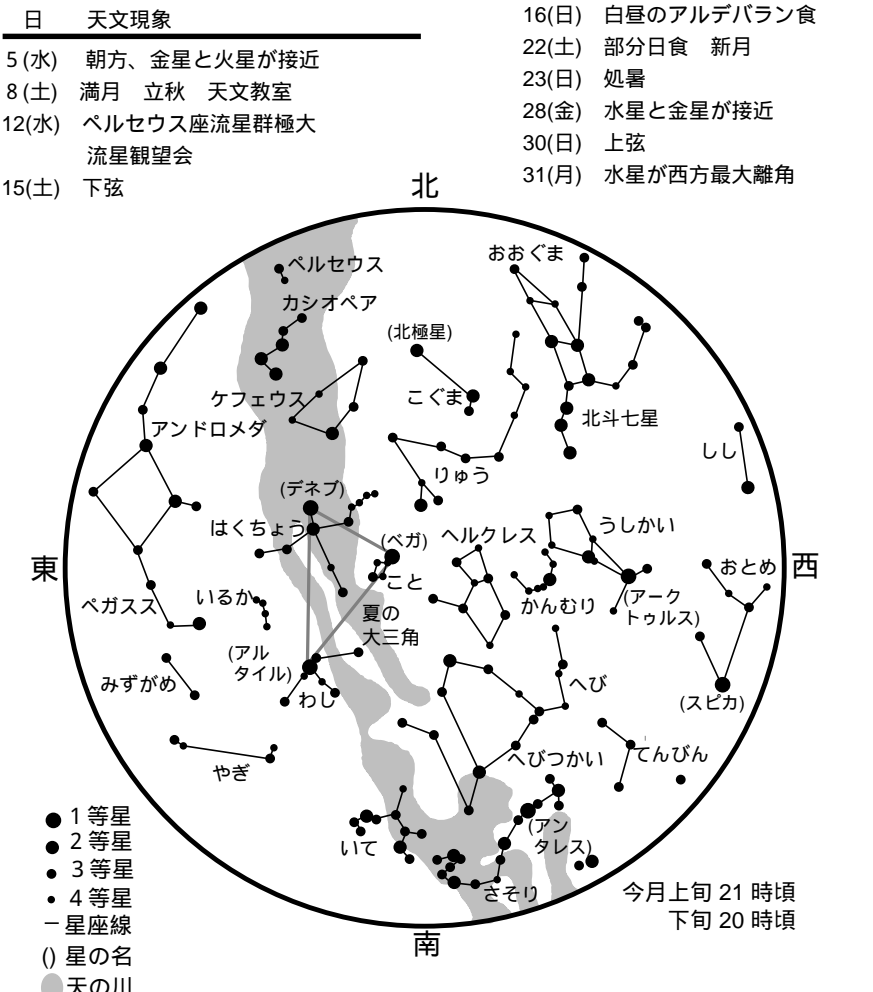 日 天文現象
5(水) 朝方、金星と火星が接近
8(土) 満月 立秋 天文教室
12(水) ペルセウス座流星群極大
流星観望会
15(土) 下弦
16(日) 白昼のアルデバラン食
22(土) 部分日食 新月
23(日) 処暑
28(金) 水星と金星が接近
30(日) 上弦
31(月) 水星が西方最大離角
北
ペルセウス
おおぐま
カシオペア
(北極星)
ケフェウス
こぐま
アンドロメダ
北斗七星
しし
りゅう
(デネブ)
はくちょう
(ベガ)
ヘルクレス
うしかい
東
西
おとめ
こと
ペガスス
いるか
かんむり
(アーク
トゥルス)
夏の
大三角
(アル
タイル)
みずがめ
わし
へび
(スピカ)
へびつかい
てんびん
やぎ
1等星
2等星
3等星
4等星
星座線
() 星の名
天の川
いて
(アン
タレス)
さそり
南
今月上旬 21 時頃
下旬 20 時頃